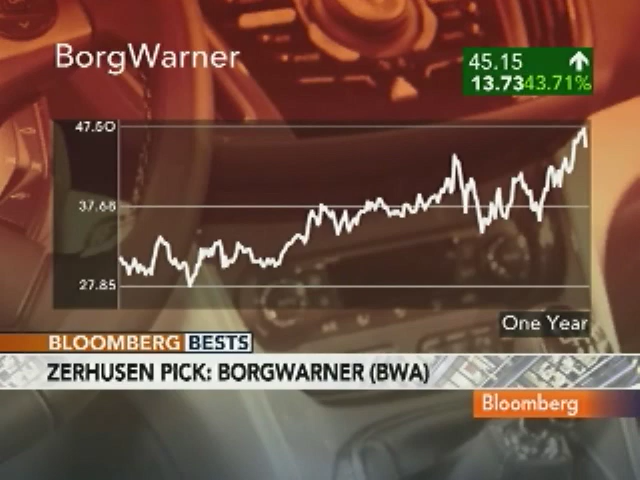 BorgWarner
45.15
13.73 43.71%
47.50
37.68
27.85
One Year
BLOOMBERG BESTS
ZERHUSEN PICK: BORGWARNER (BWA)
Bloomberg